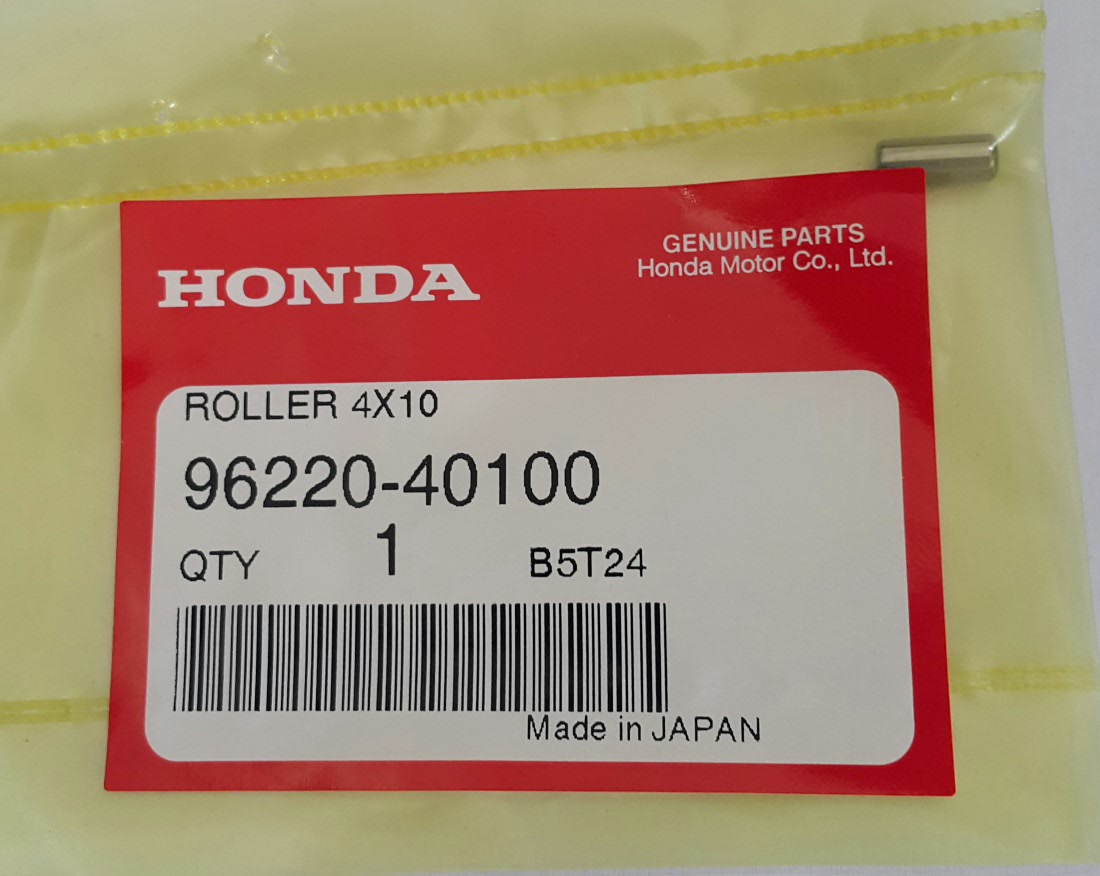 HONDA
GENUINE PARTS
Honda Motor Co., Ltd.
ROLLER 4X10
96220-40100
QTY 1 B5T24
Made in JAPAN